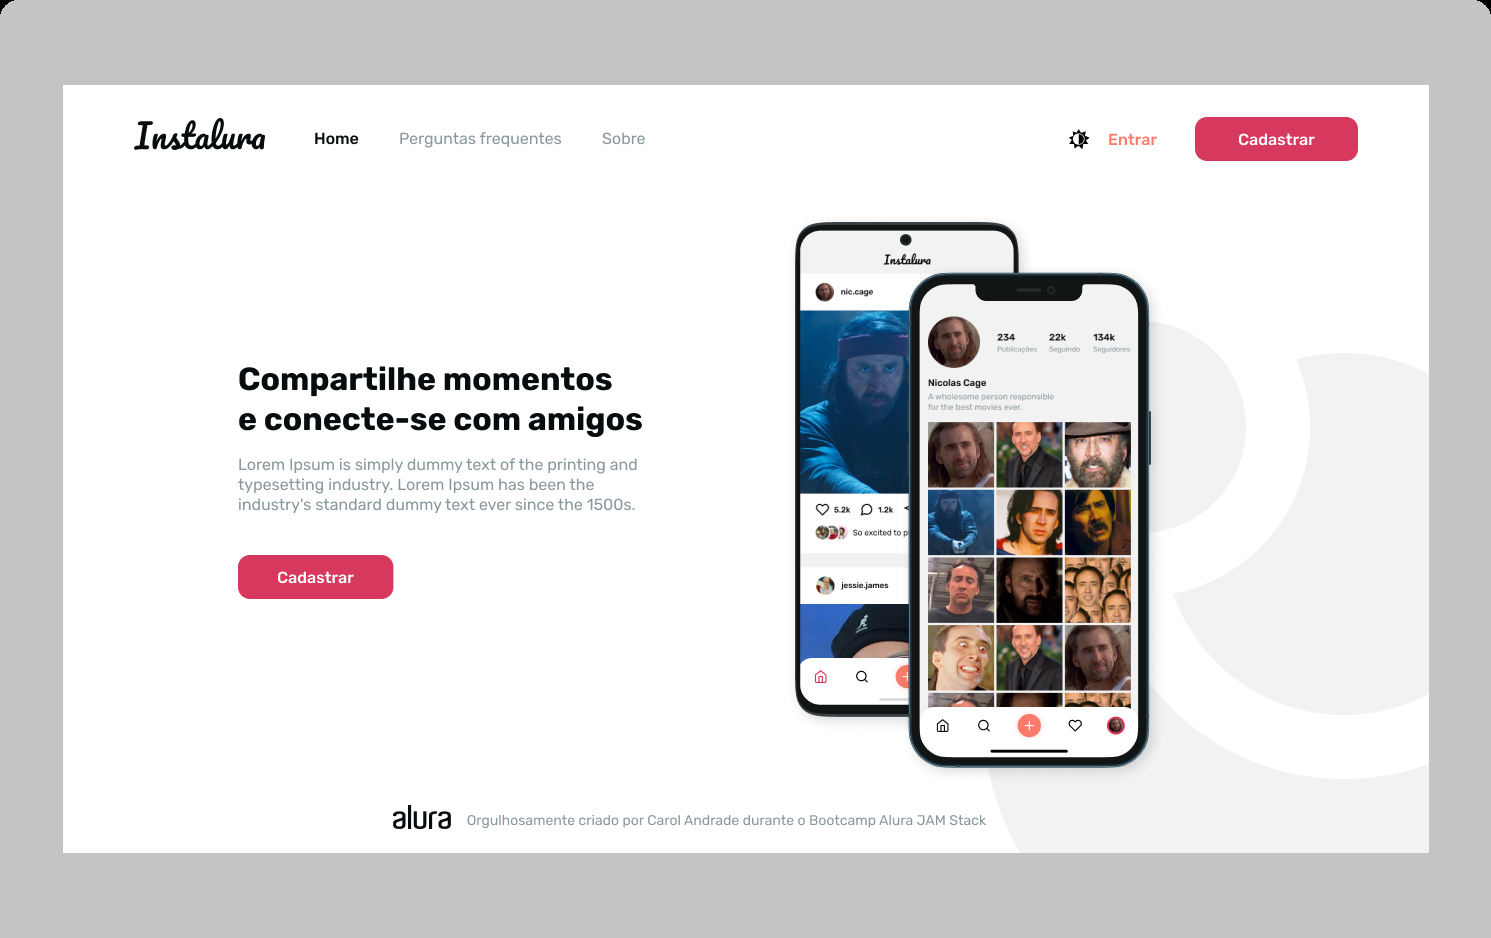 Instalura
Home
Perguntas frequentes
Sobre
Entrar
Cadastrar
Compartilhe momentos
e conecte-se com amigos
Lorem Ipsum is simply dummy text of the printing and
typesetting industry. Lorem Ipsum has been the
industry's standard dummy text ever since the 1500s.
Cadastrar
Instalura
nic.cage
5.2k
1.2k
So excited to p
jessie.james
234
22k
134k
Publicações
Seguindo
Seguidores
Nicolas Cage
A wholesome person responsible
for the best movies ever.
alura
Orgulhosamente criado por Carol Andrade durante o Bootcamp Alura JAM Stack